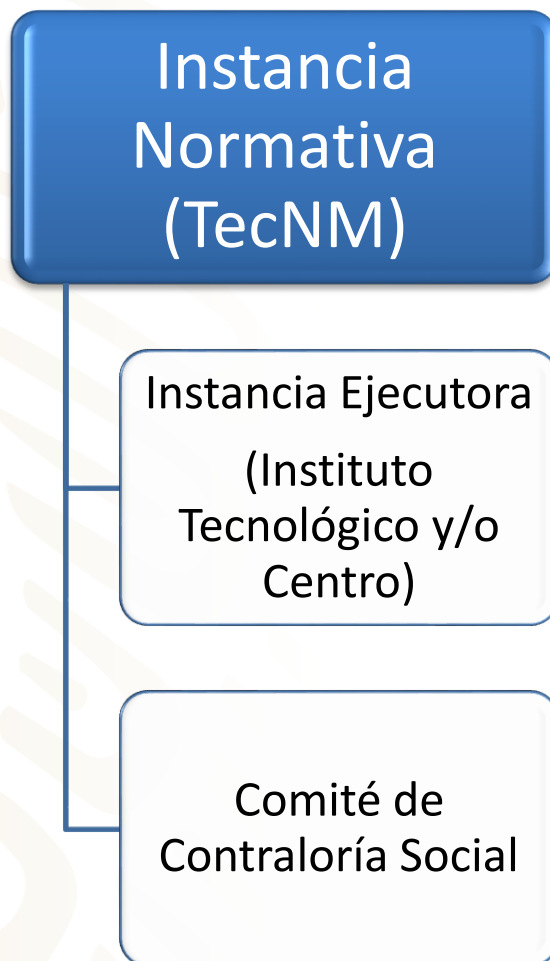 Instancia
Normativa
(TecNM)
Instancia Ejecutora
(Instituto
Tecnológico y/o
Centro)
Comité de
Contraloría Social